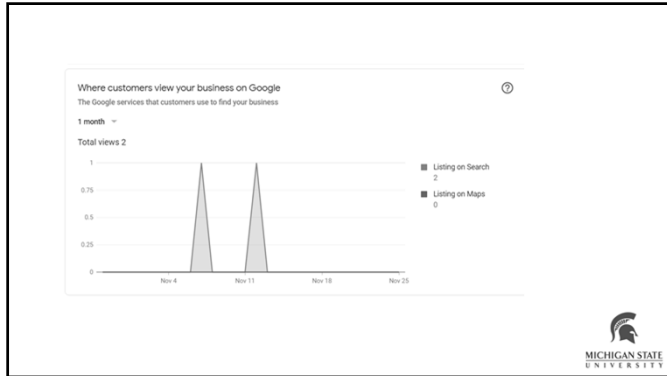 Where customers view your business on Google
The Google services that customers use to find your business
1 month
Total views 2
1
0.75
0.5
0.25
0
Nov 4
Nov 11
Nov 18
Nov 25
Listing on Search
2
Listing on Maps
0
MICHIGAN STATE
UNIVERSITY